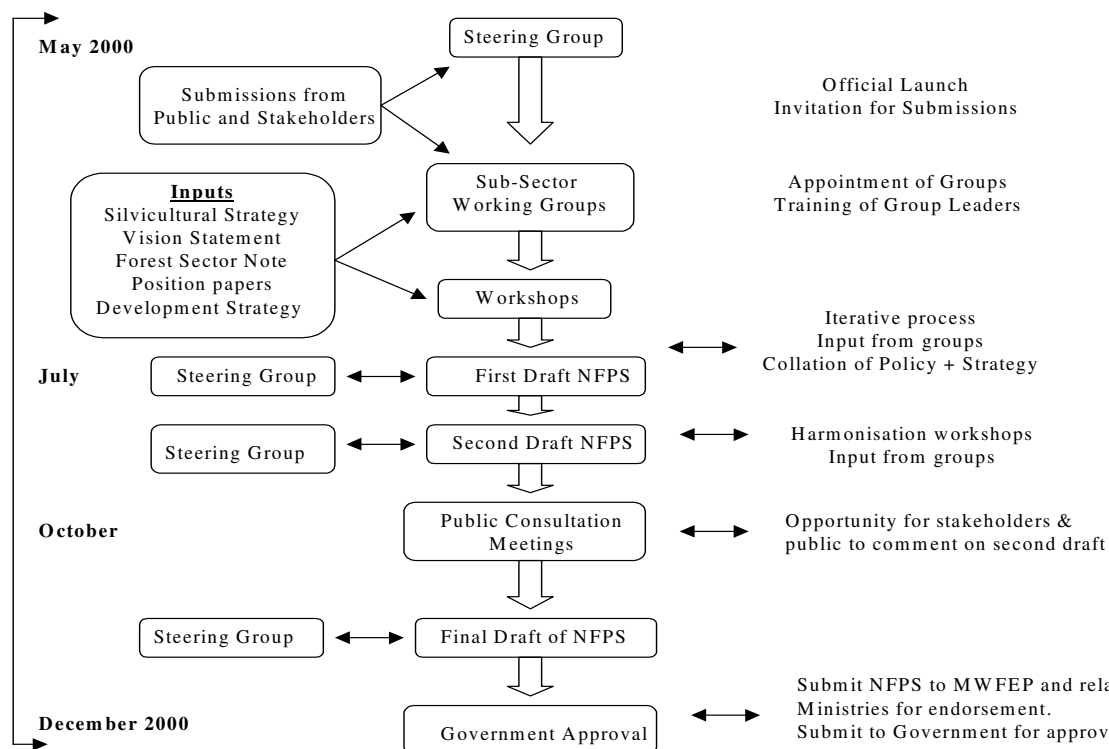 May 2000
Steering Group
Submissions from
Public and Stakeholders
Official Launch
Invitation for Submissions
Inputs
Silvicultural Strategy
Vision Statement
Forest Sector Note
Position papers
Development Strategy
Sub-Sector
Working Groups
Appointment of Groups
Training of Group Leaders
Workshops
Iterative process
Input from groups
Collation of Policy + Strategy
July
Steering Group
First Draft NFPS
Steering Group
Second Draft NFPS
Harmonisation workshops
Input from groups
October
Public Consultation
Meetings
Opportunity for stakeholders &
public to comment on second draft
Steering Group
Final Draft of NFPS
December 2000
Government Approval
Submit NFPS to MWFEP and rela
Ministries for endorsement.
Submit to Government for approv